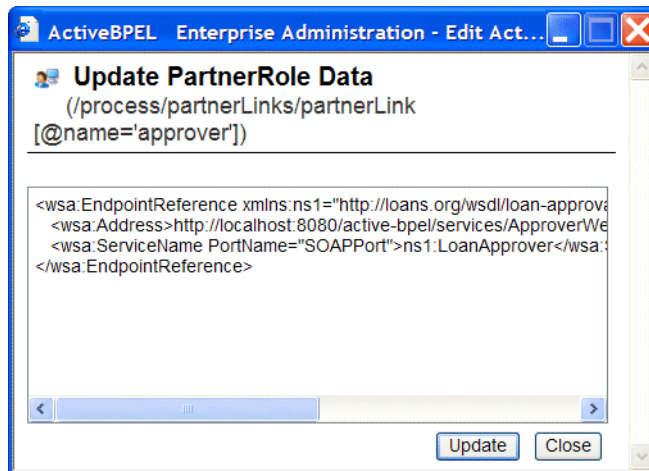 ActiveBPEL Enterprise Administration - Edit Act...
Update PartnerRole Data
(/process/partnerLinks/partnerLink
[@name='approver'])
<wsa:EndpointReference xmlns:ns1="http://loans.org/wsdl/loan-approva
<wsa:Address>http://localhost:8080/active-bpel/services/ApproverWe
<wsa:ServiceName PortName="SOAPPort">ns1:LoanApprover</wsa:S
</wsa:EndpointReference>
Update Close